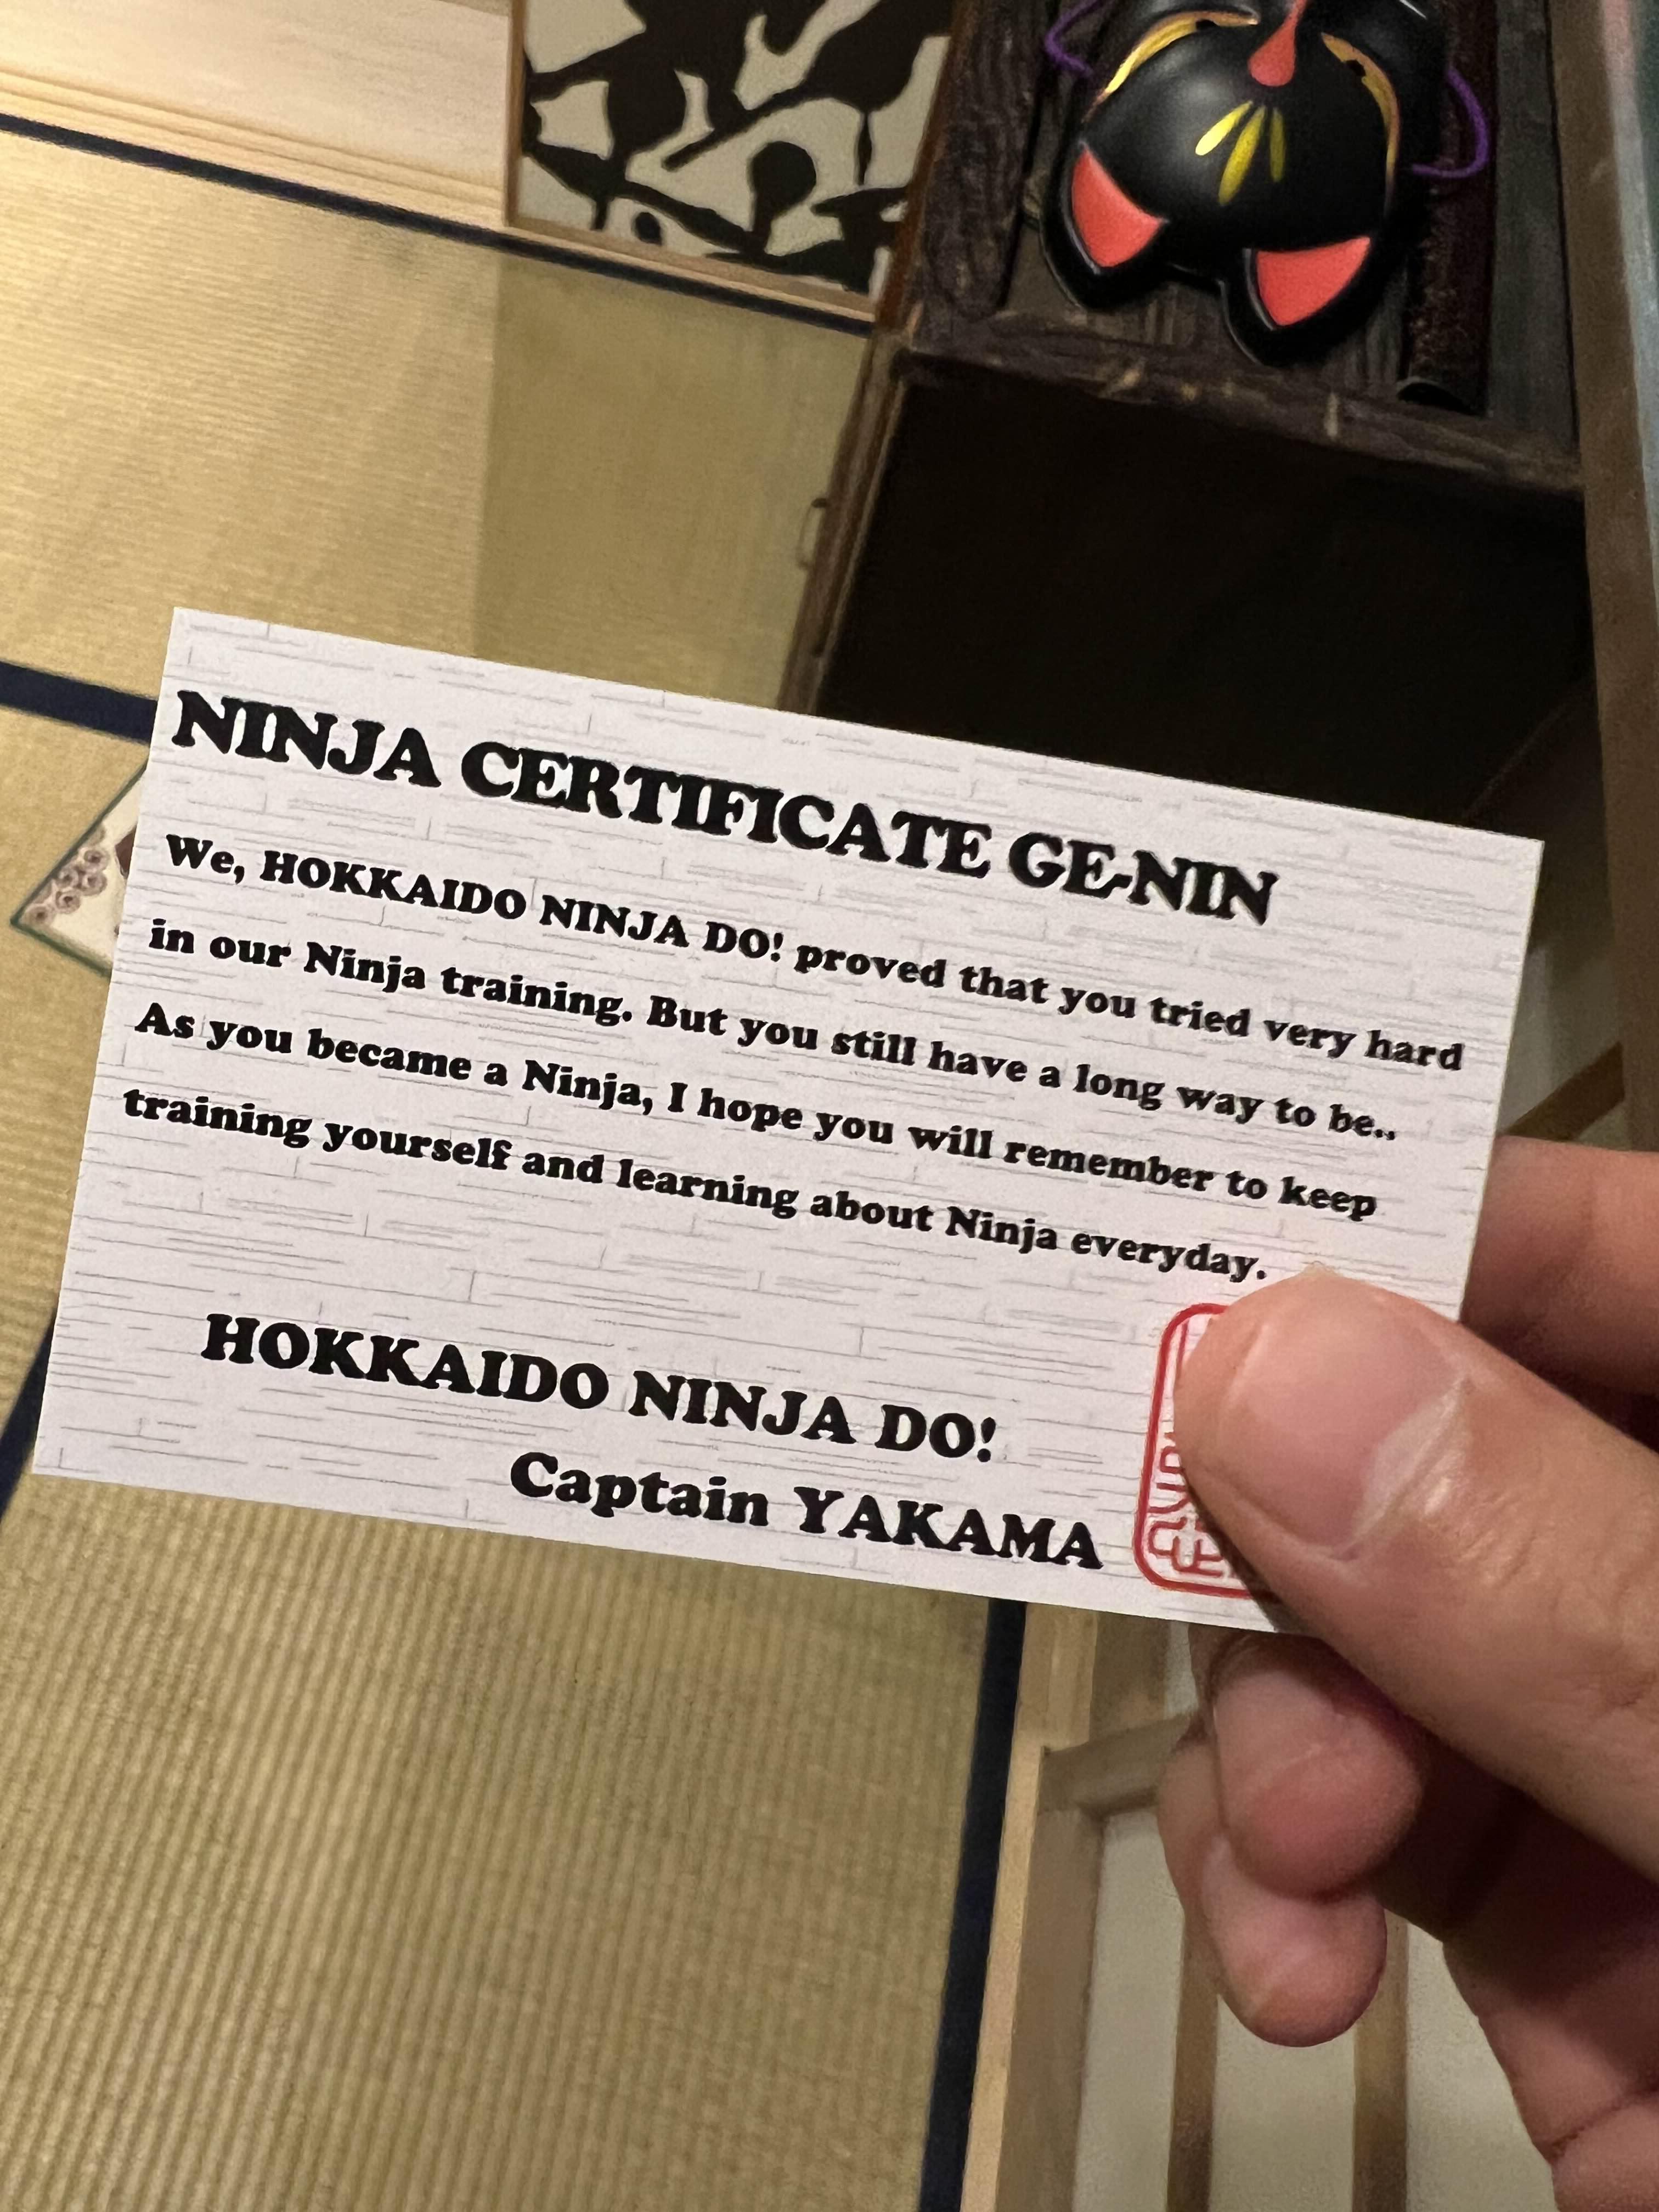 NINJA CERTIFICATE GE-NIN
We, HOKKAIDO NINJA DO! proved that you tried very hard
in our Ninja training. But you still have a long way to be..
As you became a Ninja, I hope you will remember to keep
training yourself and learning about Ninja everyday.
HOKKAIDO NINJA DO!
Captain YAKAMA